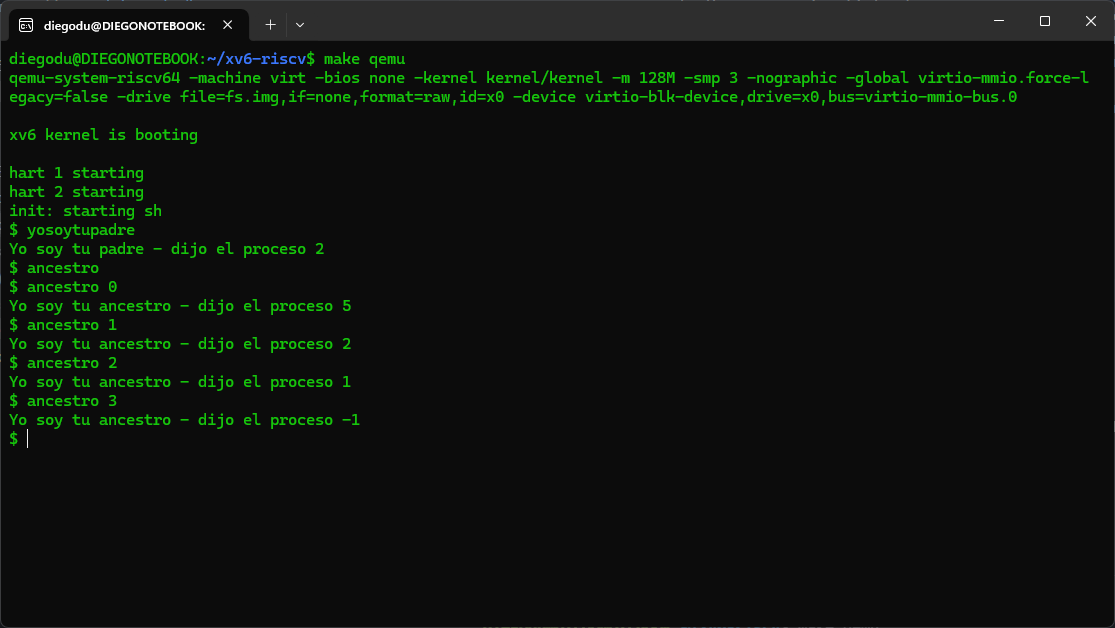 diegodu@DIEGONOTEBOOK:
diegodu@DIEGONOTEBOOK:~/xv6-riscv$ make qemu
qemu-system-riscv64 -machine virt -bios none -kernel kernel/kernel -m 128M -smp 3 -nographic -global virtio-mmio.force-l
egacy=false -drive file=fs.img,if=none,format=raw,id=x0 -device virtio-blk-device,drive=x0,bus=virtio-mmio-bus.0
xv6 kernel is booting
hart 1 starting
hart 2 starting
init: starting sh
$ yosoytupadre
Yo soy tu padre - dijo el proceso 2
$ ancestro
$ ancestro 0
Yo soy tu ancestro - dijo el proceso 5
$ ancestro 1
Yo soy tu ancestro - dijo el proceso 2
$ ancestro 2
Yo soy tu ancestro - dijo el proceso 1
$ ancestro 3
Yo soy tu ancestro - dijo el proceso -1
$